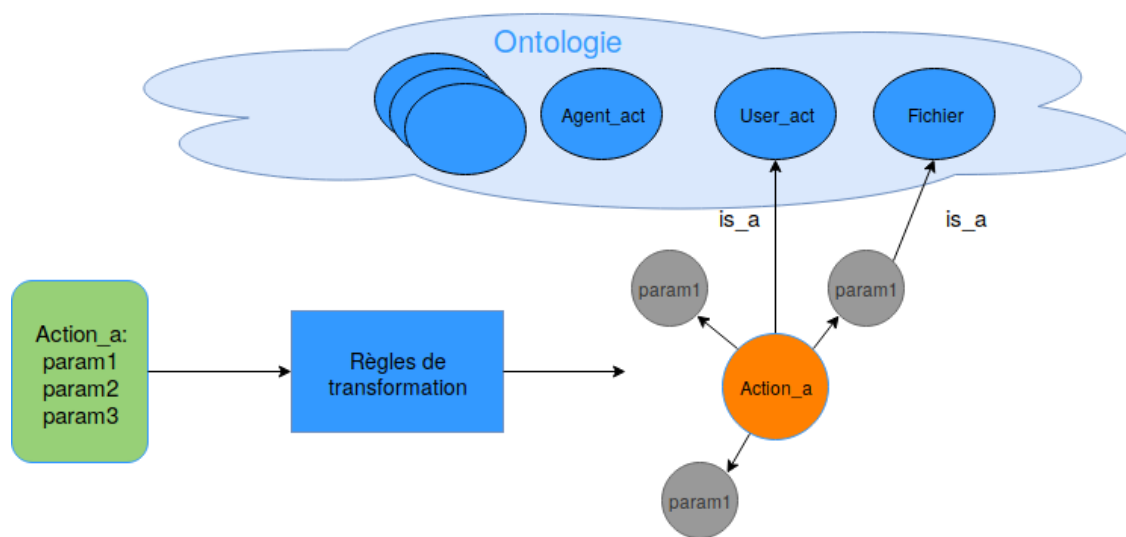 Ontologie
Agent_act
User_act
Fichier
is_a
is_a
param1
param1
Action_a:
param1
param2
param3
Règles de
transformation
Action_a
param1